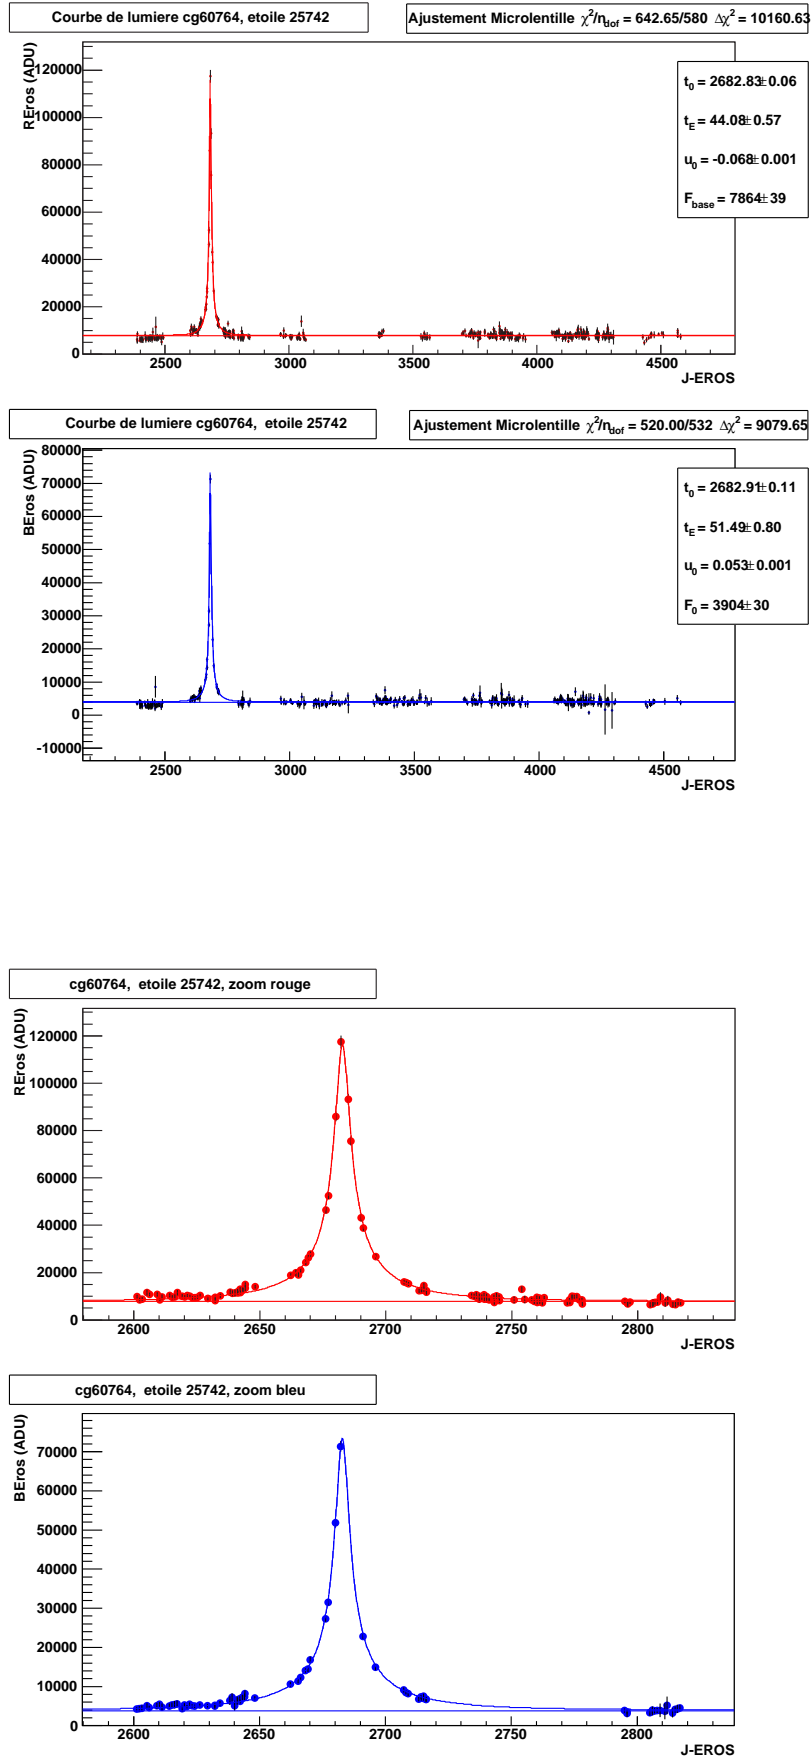 Courbe de lumiere cg60764, etoile 25742
Ajustement Microlentille χ²/n_dof = 642.65/580 Δχ² = 10160.63
REros (ADU)
120000
100000
80000
60000
40000
20000
0
t₀ = 2682.83±0.06
t_E = 44.08±0.57
u₀ = -0.068±0.001
F_base = 7864±39
2500 3000 3500 4000 4500
J-EROS
Courbe de lumiere cg60764, etoile 25742
Ajustement Microlentille χ²/n_dof = 520.00/532 Δχ² = 9079.65
BEros (ADU)
80000
70000
60000
50000
40000
30000
20000
10000
0
-10000
t₀ = 2682.91±0.11
t_E = 51.49±0.80
u₀ = 0.053±0.001
F₀ = 3904±30
2500 3000 3500 4000 4500
J-EROS
cg60764, etoile 25742, zoom rouge
REros (ADU)
120000
100000
80000
60000
40000
20000
0
2600 2650 2700 2750 2800
J-EROS
cg60764, etoile 25742, zoom bleu
BEros (ADU)
70000
60000
50000
40000
30000
20000
10000
0
2600 2650 2700 2750 2800
J-EROS